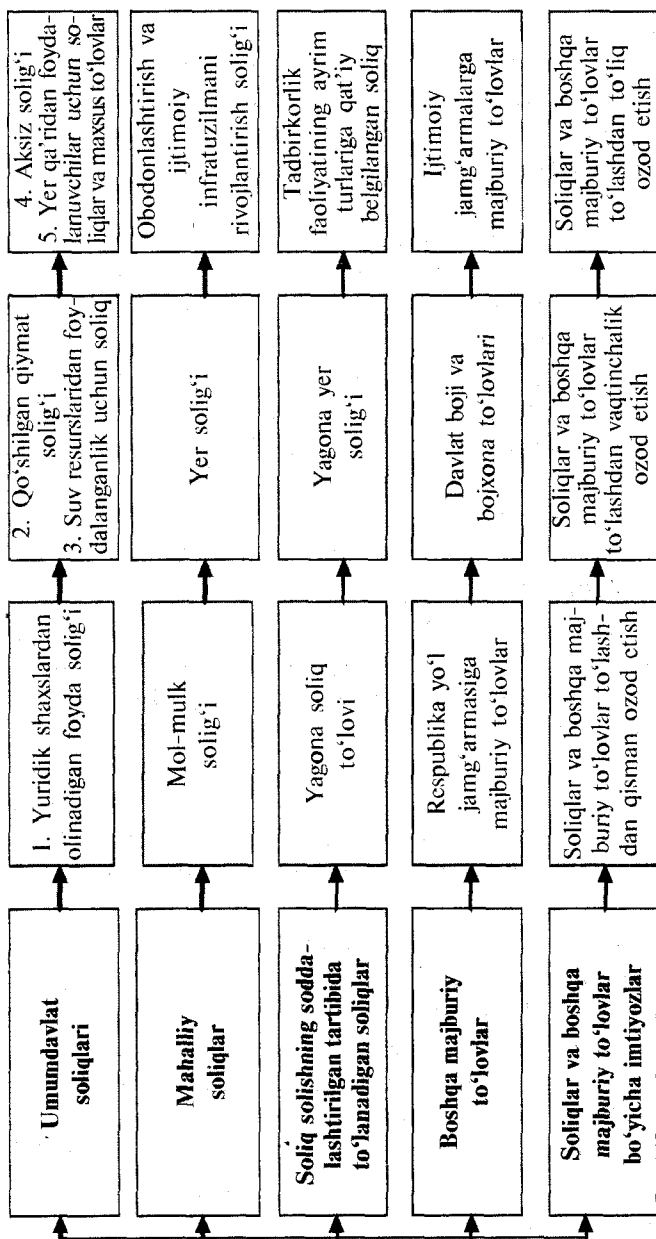 Umumdavlat
soliqlari
1. Yuridik shaxslardan
olinadigan foyda solig‘i
2. Qo‘shilgan qiymat
solig‘i
3. Suv resurslaridan foy-
dalanganlik uchun soliq
4. Aksiz solig‘i
5. Yer qa’ridan foyda-
lanuvchilar uchun so-
liqlar va maxsus to‘lovlar
Mahalliy
soliqlar
Mol-mulk
solig‘i
Yer solig‘i
Obodonlashtirish va
ijtimoiy
infratuzilmani
rivojlantirish solig‘i
Soliq solishning sodda-
lashtirilgan tartibida
to‘lanadigan soliqlar
Yagona soliq
to‘lovi
Yagona yer
solig‘i
Tadbirkorlik
faoliyatining ayrim
turlariga qat’iy
belgilangan soliq
Boshqa majburiy
to‘lovlar
Respublika yo‘l
jamg‘armasiga
majburiy to‘lovlar
Davlat boji va
bojxona to‘lovlari
Ijtimoiy
jamg‘armalarga
majburiy to‘lovlar
Soliqlar va boshqa
majburiy to‘lovlar
bo‘yicha imtiyozlar
Soliqlar va boshqa maj-
buriy to‘lovlar to‘lash-
dan qisman ozod etish
Soliqlar va boshqa
majburiy to‘lovlar
to‘lashdan vaqtinchalik
ozod etish
Soliqlar va boshqa
majburiy to‘lovlar
to‘lashdan to‘liq
ozod etish